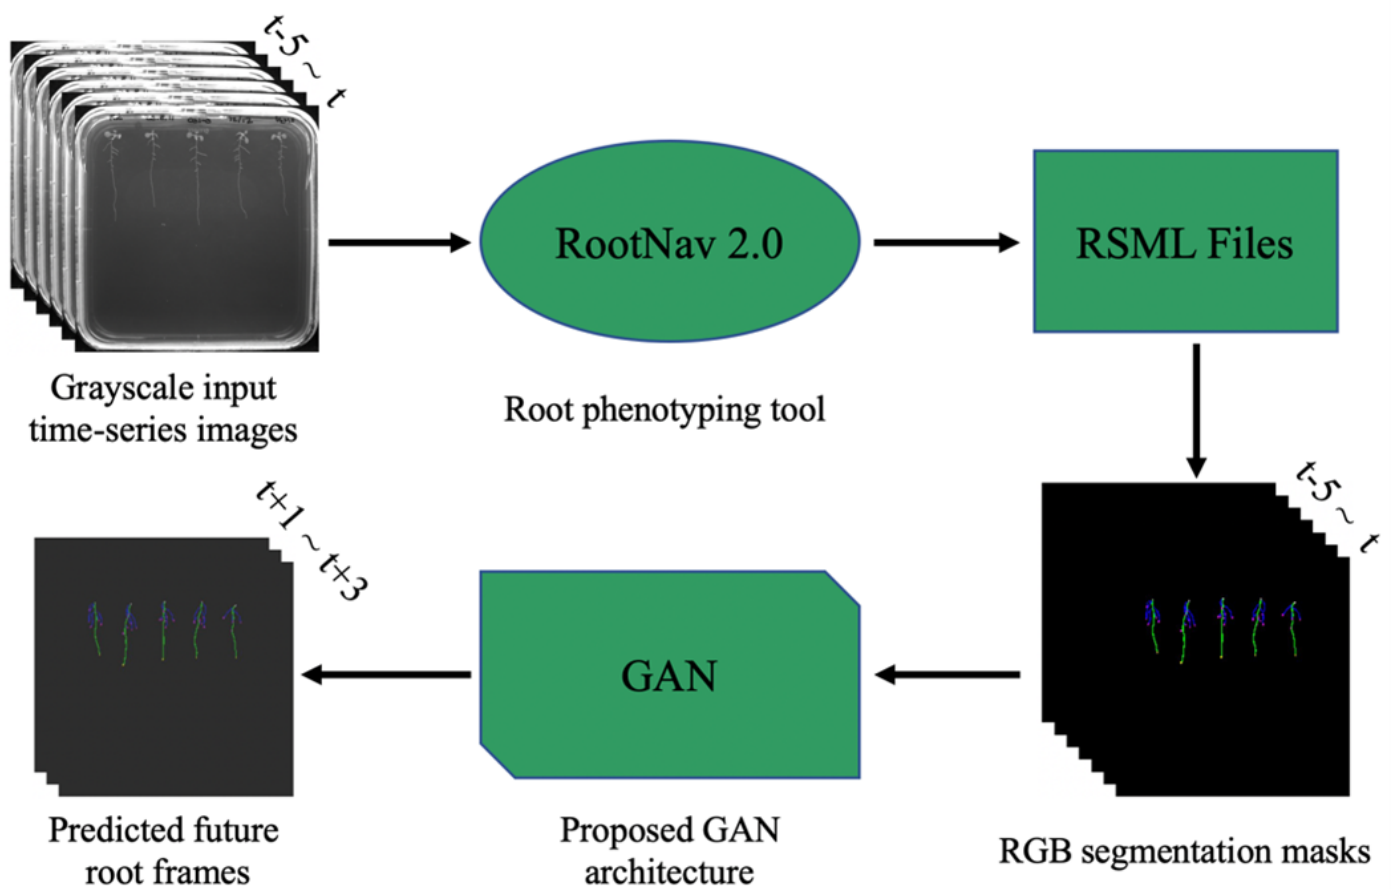 t-5 ~ t
RootNav 2.0
RSML Files
Grayscale input
time-series images
Root phenotyping tool
t-5 ~ t
t+1 ~ t+3
GAN
Predicted future
root frames
Proposed GAN
architecture
RGB segmentation masks